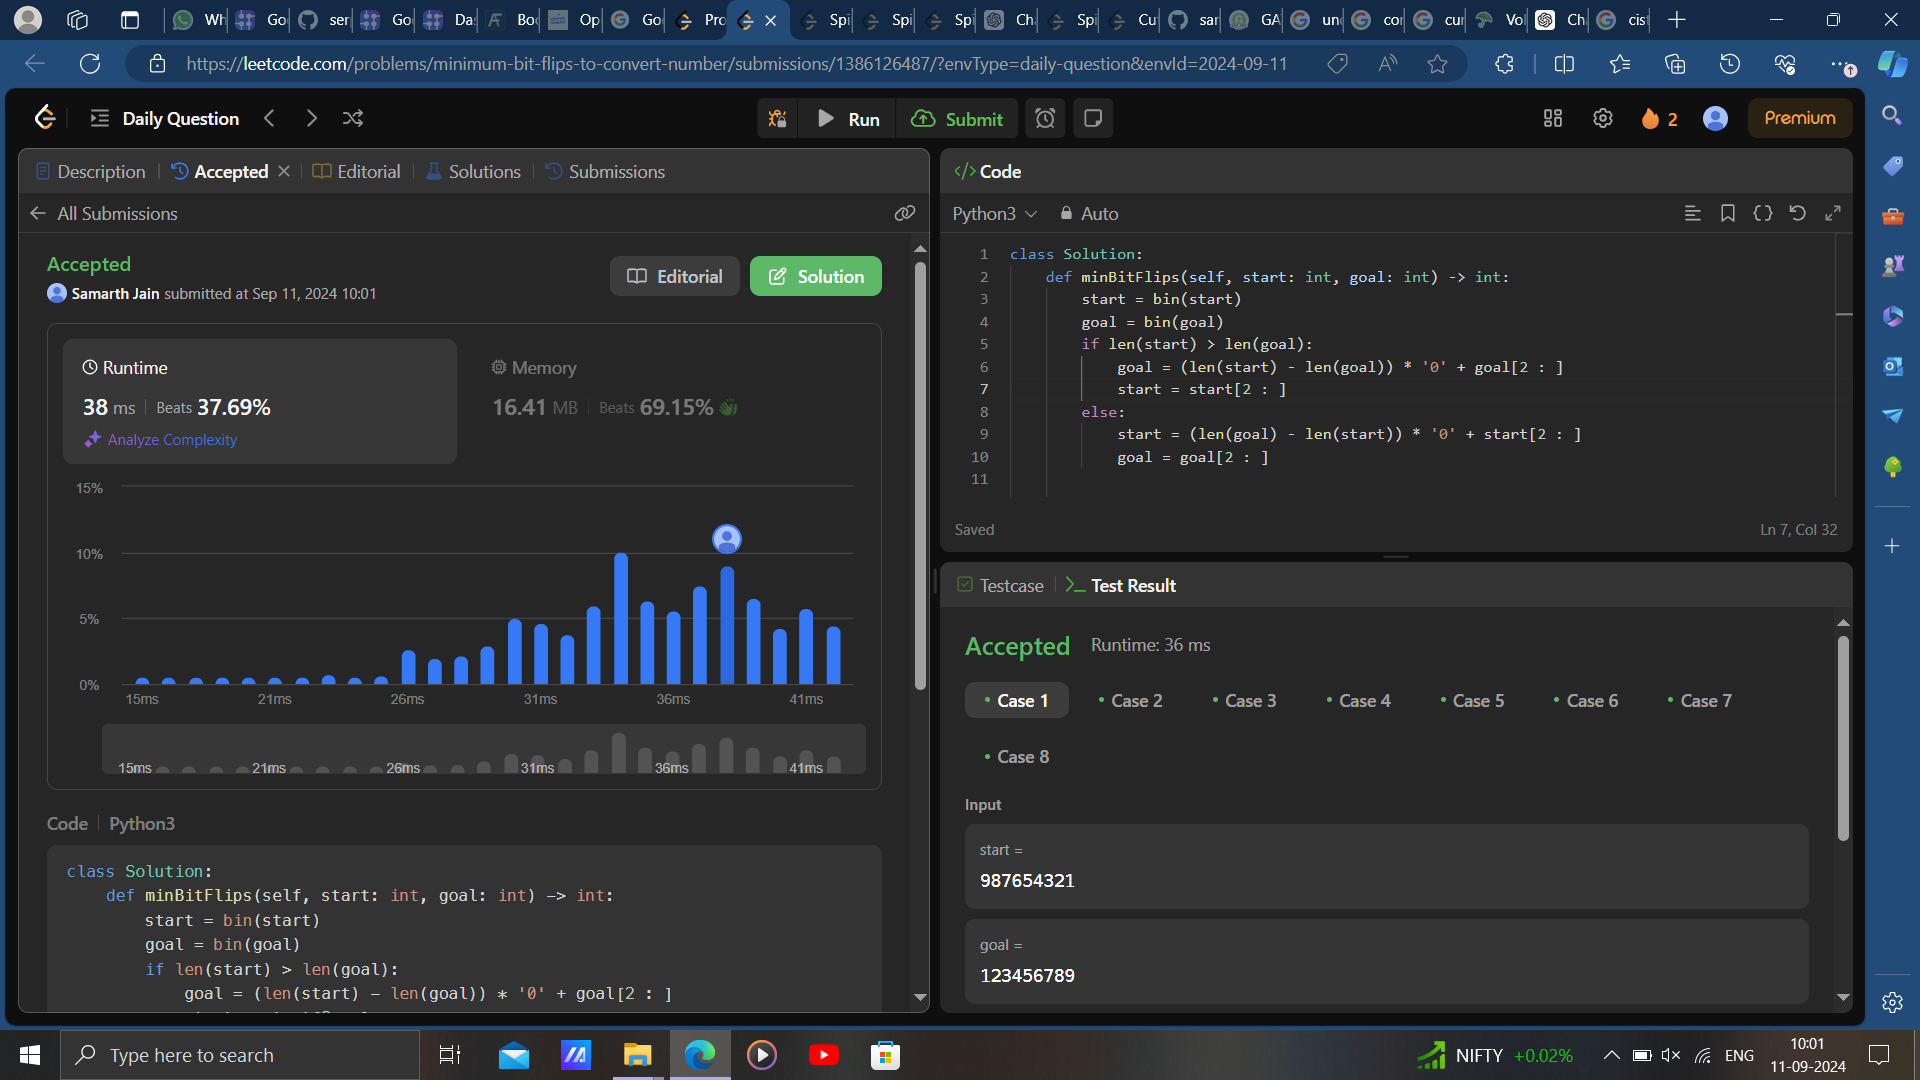 Wh
Go
ser
Go
Da
Bo
Op
Go
Pro
Spi
Spi
Spi
Ch
Spi
Cu
sar
GA
un
cor
cur
Vo
Ch
cis
https://leetcode.com/problems/minimum-bit-flips-to-convert-number/submissions/1386126487/?envType=daily-question&envId=2024-09-11
Daily Question
Run
Submit
2
Premium
Description
Accepted
Editorial
Solutions
Submissions
All Submissions
Accepted
Samarth Jain submitted at Sep 11, 2024 10:01
Editorial
Solution
Runtime
38 ms Beats 37.69%
Analyze Complexity
Memory
16.41 MB Beats 69.15%
15%
10%
5%
0%
15ms 21ms 26ms 31ms 36ms 41ms
15ms 21ms 26ms 31ms 36ms 41ms
Code Python3
class Solution:
def minBitFlips(self, start: int, goal: int) -> int:
start = bin(start)
goal = bin(goal)
if len(start) > len(goal):
goal = (len(start) - len(goal)) * '0' + goal[2 : ]
</> Code
Python3 Auto
1 class Solution:
2 def minBitFlips(self, start: int, goal: int) -> int:
3 start = bin(start)
4 goal = bin(goal)
5 if len(start) > len(goal):
6 goal = (len(start) - len(goal)) * '0' + goal[2 : ]
7 start = start[2 : ]
8 else:
9 start = (len(goal) - len(start)) * '0' + start[2 : ]
10 goal = goal[2 : ]
11
Saved
Ln 7, Col 32
Testcase
Test Result
Accepted Runtime: 36 ms
• Case 1 • Case 2 • Case 3 • Case 4 • Case 5 • Case 6 • Case 7
• Case 8
Input
start =
987654321
goal =
123456789
Type here to search
NIFTY +0.02%
ENG
10:01
11-09-2024